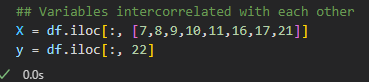 ## Variables intercorrelated with each other
X = df.iloc[:, [7,8,9,10,11,16,17,21]]
y = df.iloc[:, 22]
✓ 0.0s